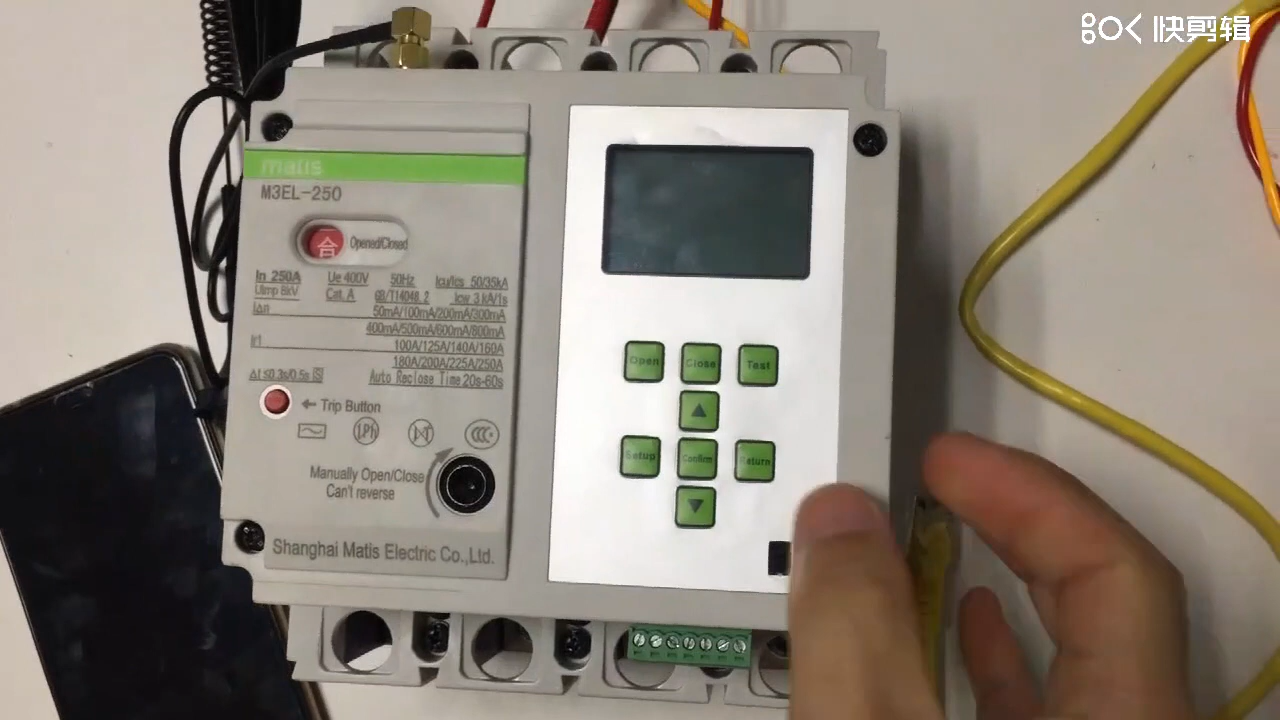 快剪辑
matis
M3EL-250
合 Opened/Closed
In 250A Ue 400V 50Hz Icu/Ics 50/35kA
Uimp 8kV Cat. A GB/T14048.2 Icw 3 kA/1s
IΔn 50mA/100mA/200mA/300mA
400mA/500mA/600mA/800mA
Ir1 100A/125A/140A/160A
180A/200A/225A/250A
Δt ≤0.3s/0.5s S Auto Reclose Time 20s-60s
Trip Button
Manually Open/Close
Can't reverse
Shanghai Matis Electric Co.,Ltd.
Open Close Test
Setup Confirm Return